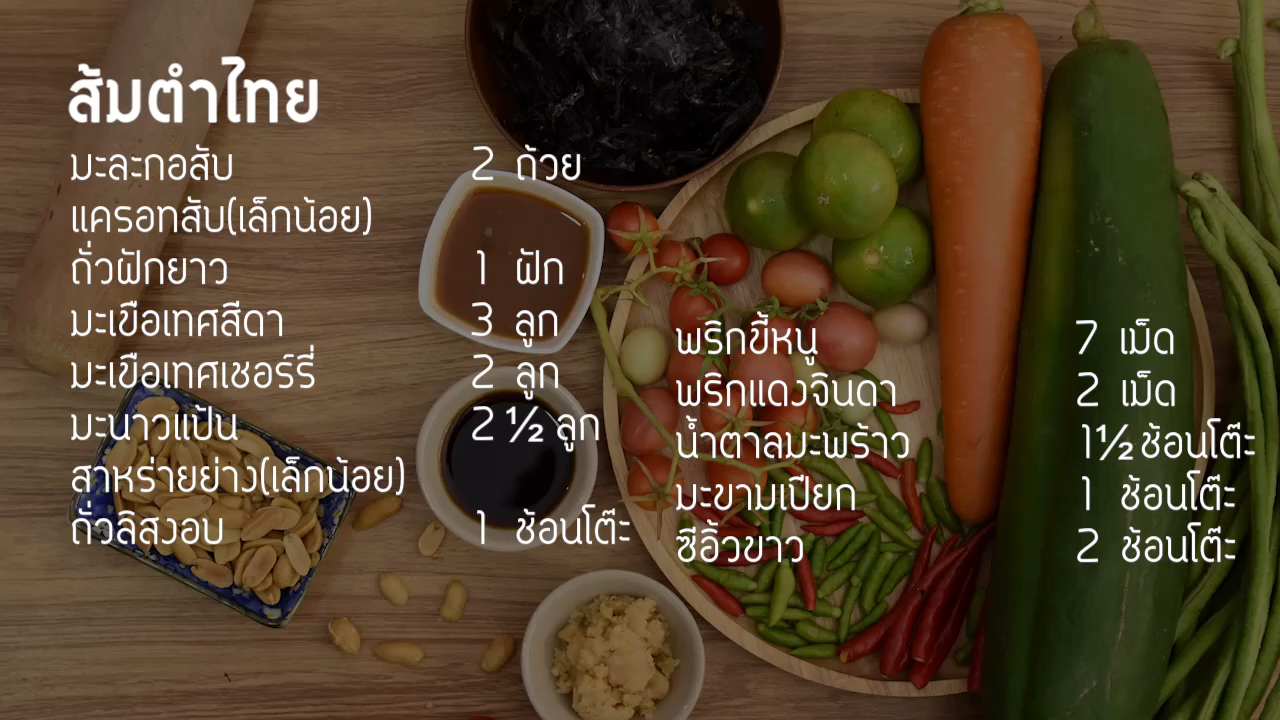 ส้มตำไทย
มะละกอสับ 2 ถ้วย
แครอทสับ(เล็กน้อย)
ถั่วฝักยาว 1 ฝัก
มะเขือเทศสีดา 3 ลูก
มะเขือเทศเชอร์รี่ 2 ลูก
มะนาวแป้น 2 ½ ลูก
สาหร่ายย่าง(เล็กน้อย)
ถั่วลิสงอบ 1 ช้อนโต๊ะ
พริกขี้หนู 7 เม็ด
พริกแดงจินดา 2 เม็ด
น้ำตาลมะพร้าว 1½ ช้อนโต๊ะ
มะขามเปียก 1 ช้อนโต๊ะ
ซีอิ้วขาว 2 ช้อนโต๊ะ